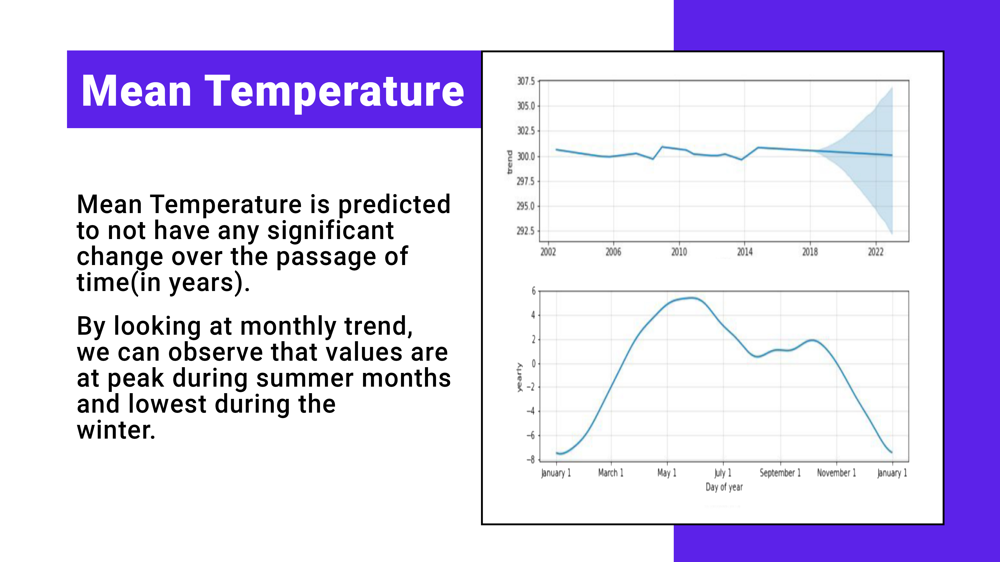 Mean Temperature
Mean Temperature is predicted
to not have any significant
change over the passage of
time(in years).
By looking at monthly trend,
we can observe that values are
at peak during summer months
and lowest during the
winter.
307.5
305.0
302.5
300.0
297.5
295.0
292.5
trend
2002 2006 2010 2014 2018 2022
6
4
2
0
−2
−4
−6
−8
yearly
January 1 March 1 May 1 July 1 September 1 November 1 January 1
Day of year